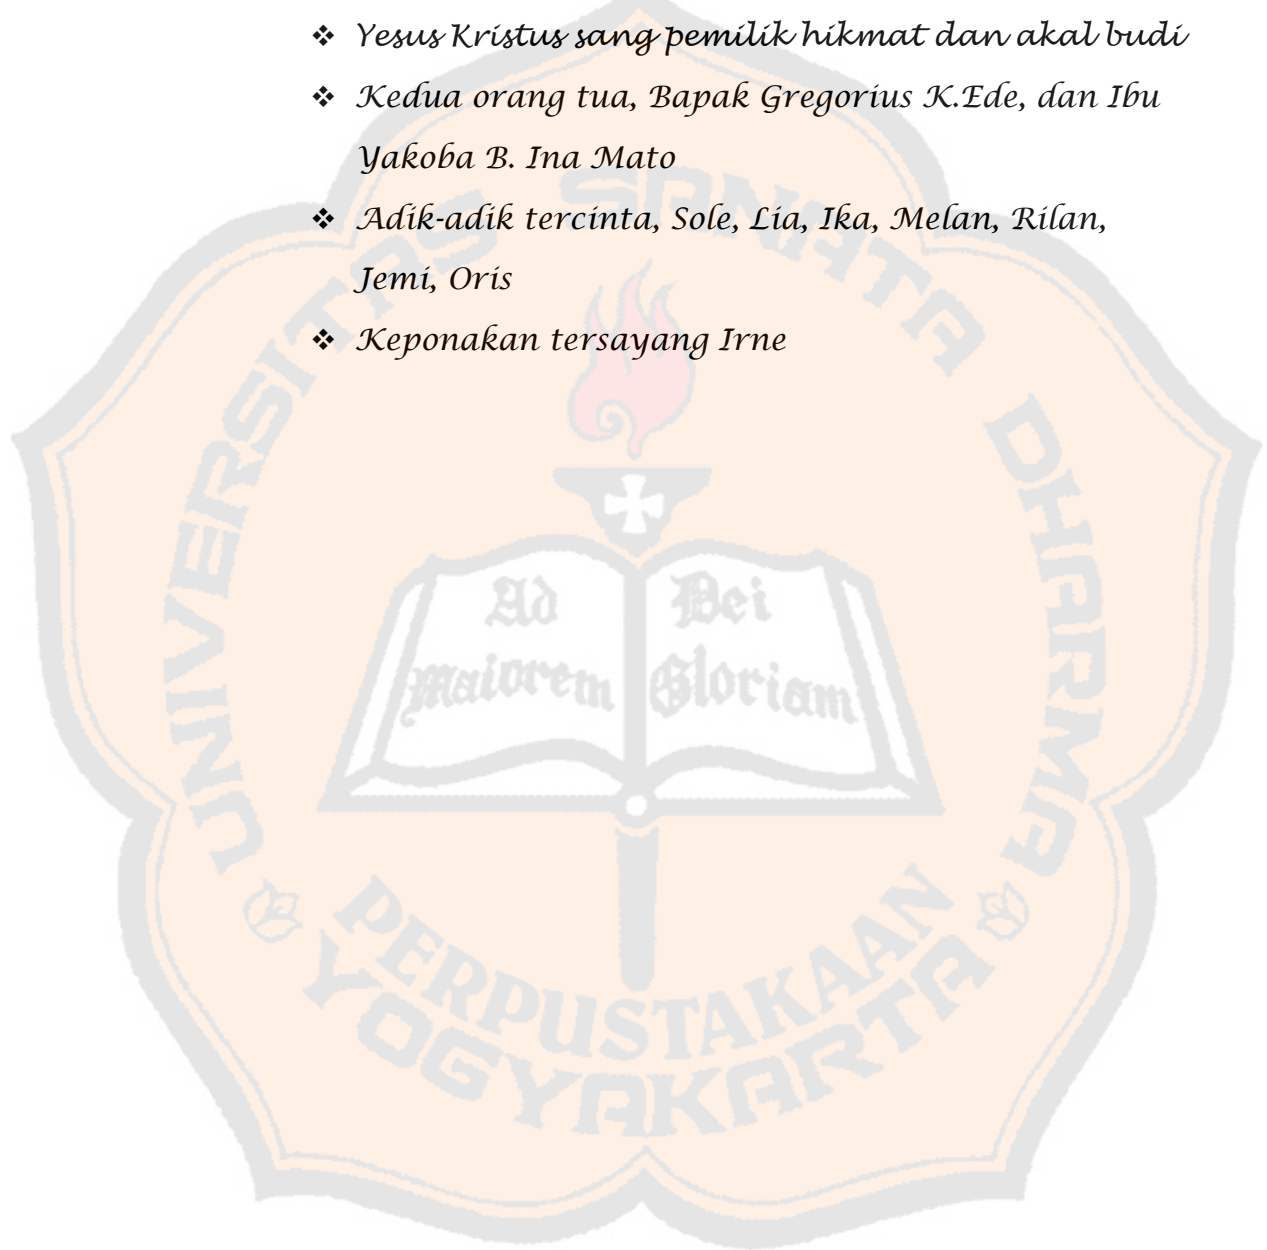 ❖ Yesus Kristus sang pemilik hikmat dan akal budi
❖ Kedua orang tua, Bapak Gregorius K.Ede, dan Ibu
Yakoba B. Ina Mato
❖ Adik-adik tercinta, Sole, Lia, Ika, Melan, Rilan,
Jemi, Oris
❖ Keponakan tersayang Irne
UNIVERSITAS SANATA DHARMA
Ad Dei
maiorem Gloriam
PERPUSTAKAAN
YOGYAKARTA